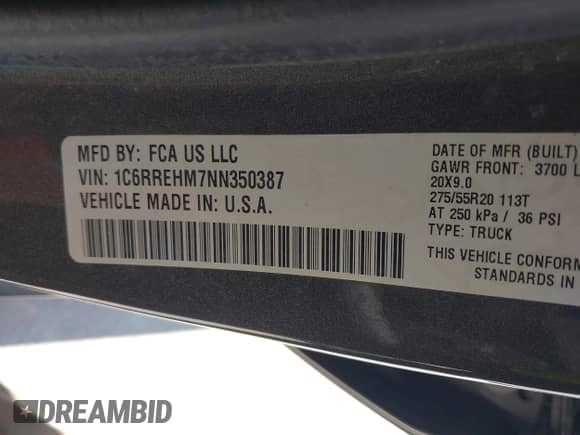 MFD BY: FCA US LLC
VIN: 1C6RREHM7NN350387
VEHICLE MADE IN: U.S.A.
DATE OF MFR (BUILT)
GAWR FRONT: 3700 L
20X9.0
275/55R20 113T
AT 250 kPa / 36 PSI
TYPE: TRUCK
THIS VEHICLE CONFORM
STANDARDS IN
DREAMBID